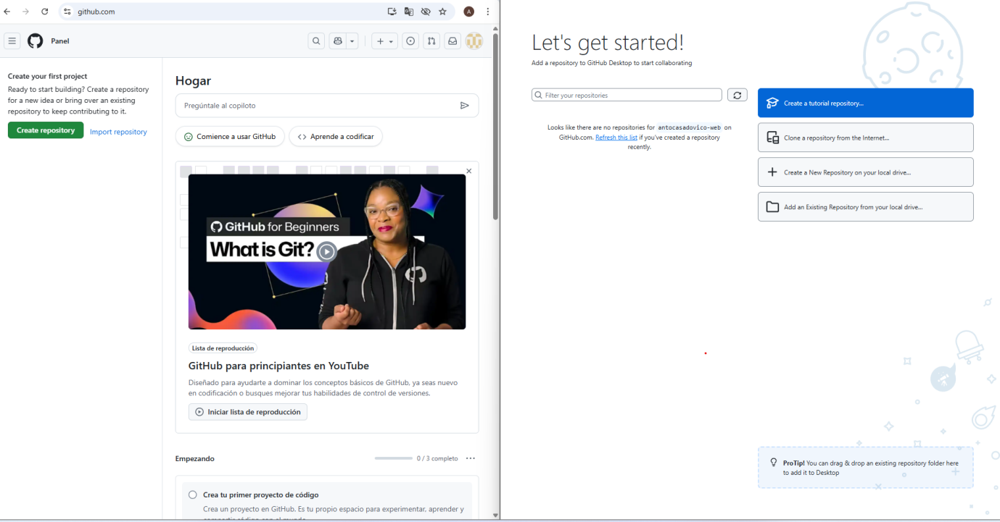 github.com
A
Panel
Create your first project
Ready to start building? Create a repository
for a new idea or bring over an existing
repository to keep contributing to it.
Create repository
Import repository
Hogar
Pregúntale al copiloto
Comience a usar GitHub
Aprende a codificar
GitHub for Beginners
What is Git?
Lista de reproducción
GitHub para principiantes en YouTube
Diseñado para ayudarte a dominar los conceptos básicos de GitHub, ya seas nuevo
en codificación o busques mejorar tus habilidades de control de versiones.
Iniciar lista de reproducción
Empezando
0 / 3 completo
Crea tu primer proyecto de código
Crea un proyecto en GitHub. Es tu propio espacio para experimentar, aprender y
Let's get started!
Add a repository to GitHub Desktop to start collaborating
Filter your repositories
Looks like there are no repositories for antocasadovico-web on
GitHub.com. Refresh this list if you've created a repository
recently.
Create a tutorial repository...
Clone a repository from the Internet...
Create a New Repository on your local drive...
Add an Existing Repository from your local drive...
ProTip! You can drag & drop an existing repository folder here
to add it to Desktop